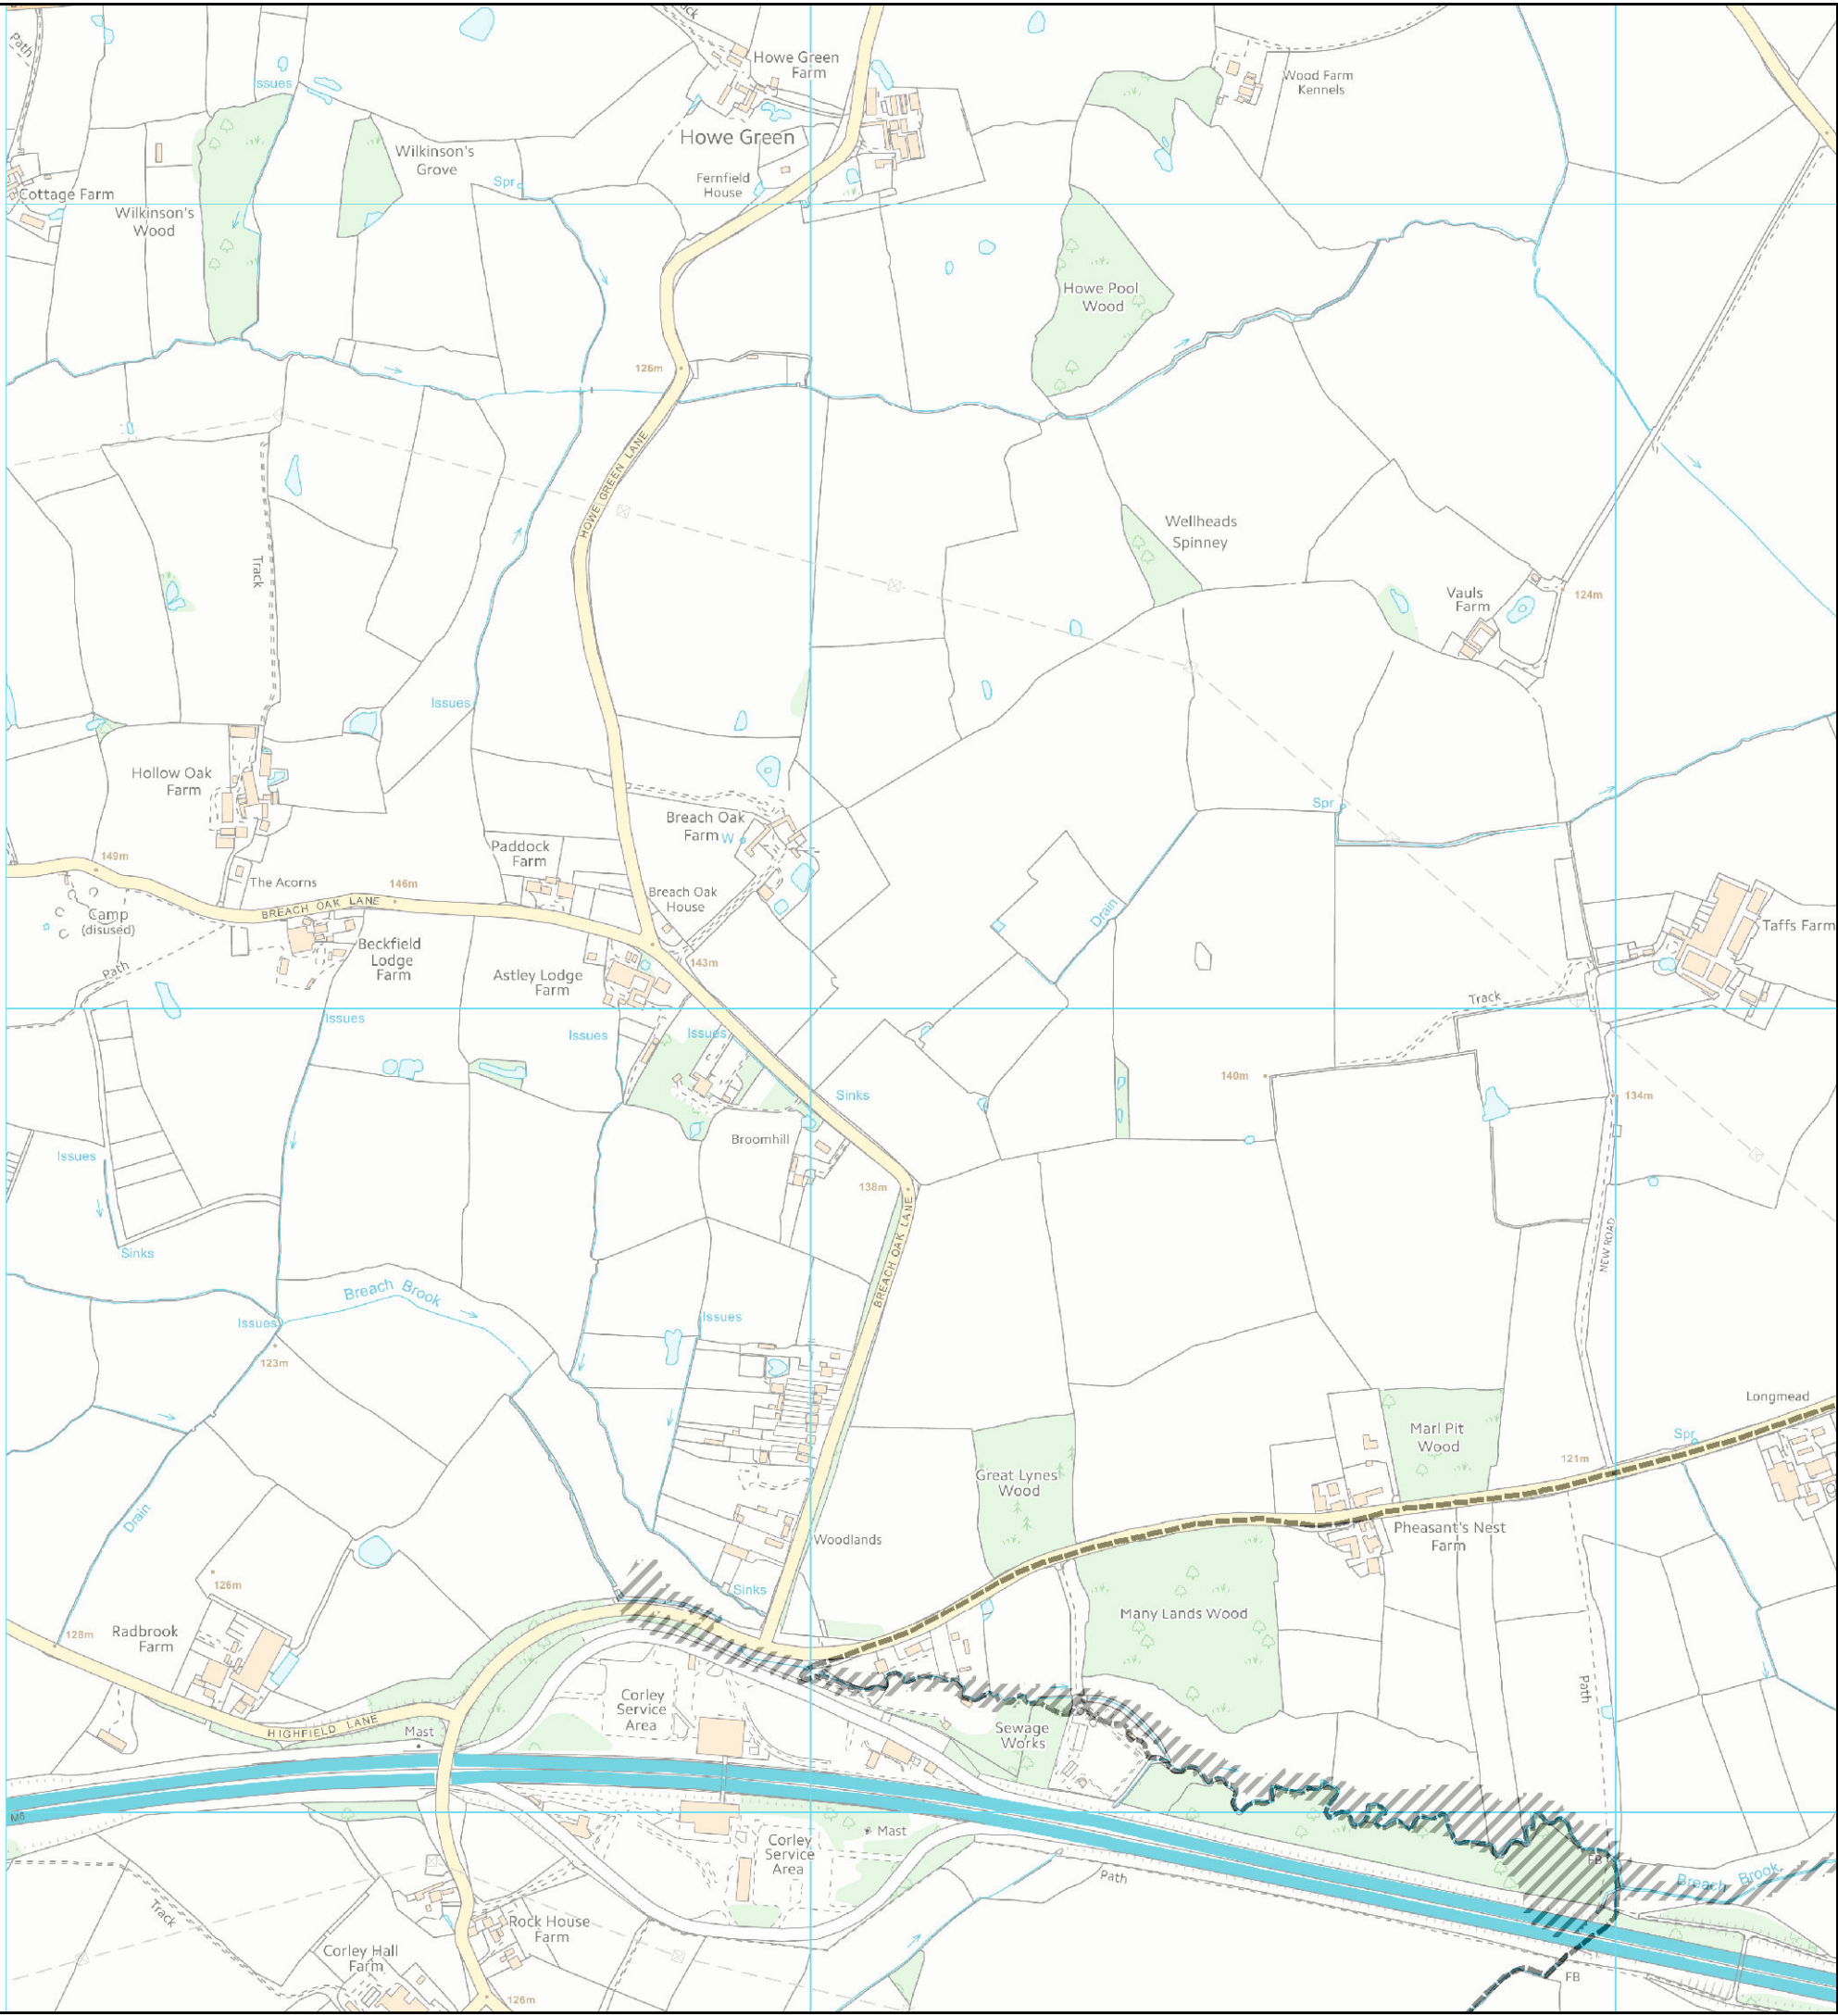 Path
Issues
Track
Howe Green
Farm
Howe Green
Wood Farm
Kennels
Wilkinson's
Grove
Spr
Fernfield
House
Cottage Farm
Wilkinson's
Wood
Howe Pool
Wood
126m
HOWE GREEN LANE
Wellheads
Spinney
Track
Vauls
Farm
124m
Issues
Hollow Oak
Farm
Breach Oak
Farm
W
Spr
Paddock
Farm
149m
The Acorns
146m
Breach Oak
House
BREACH OAK LANE
Camp
(disused)
Drain
Taffs Farm
Beckfield
Lodge
Farm
Path
143m
Astley Lodge
Farm
Track
Issues
Issues
Issues
140m
Sinks
134m
Broomhill
Issues
138m
Sinks
NEW ROAD
BREACH OAK LANE
Breach Brook
Issues
Issues
123m
Longmead
Marl Pit
Wood
Spr
121m
Great Lynes
Wood
Drain
Woodlands
Pheasant's Nest
Farm
126m
Sinks
Many Lands Wood
128m
Radbrook
Farm
Path
Corley
Service
Area
HIGHFIELD LANE
Mast
Sewage
Works
M6
Mast
Corley
Service
Area
FB
Path
Breach Brook
Track
Rock House
Farm
Corley Hall
Farm
FB
126m